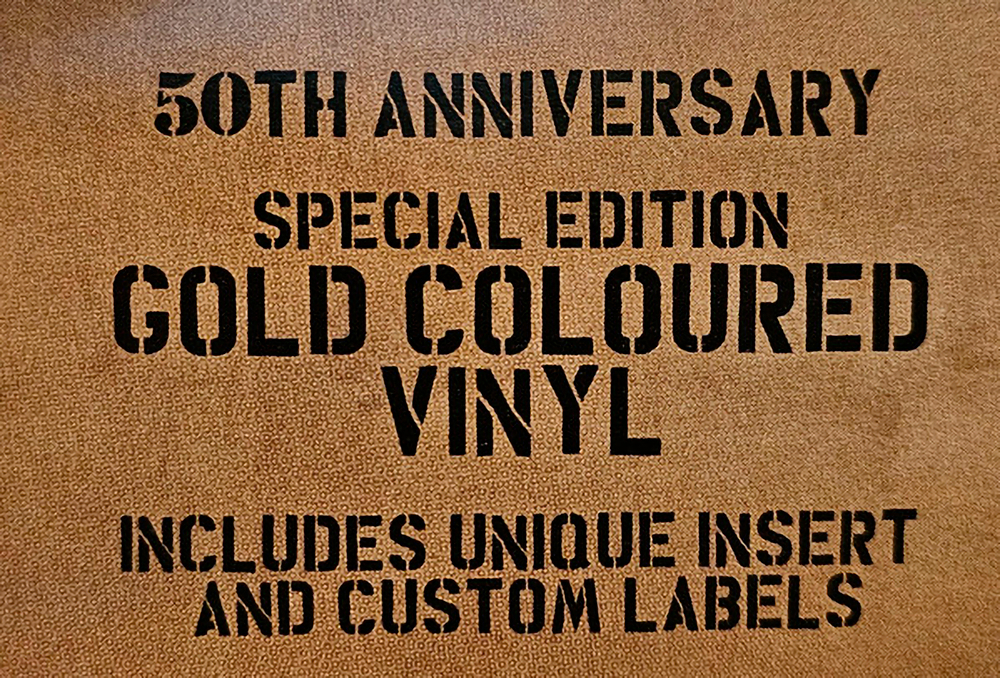 50TH ANNIVERSARY
SPECIAL EDITION
GOLD COLOURED
VINYL
INCLUDES UNIQUE INSERT
AND CUSTOM LABELS